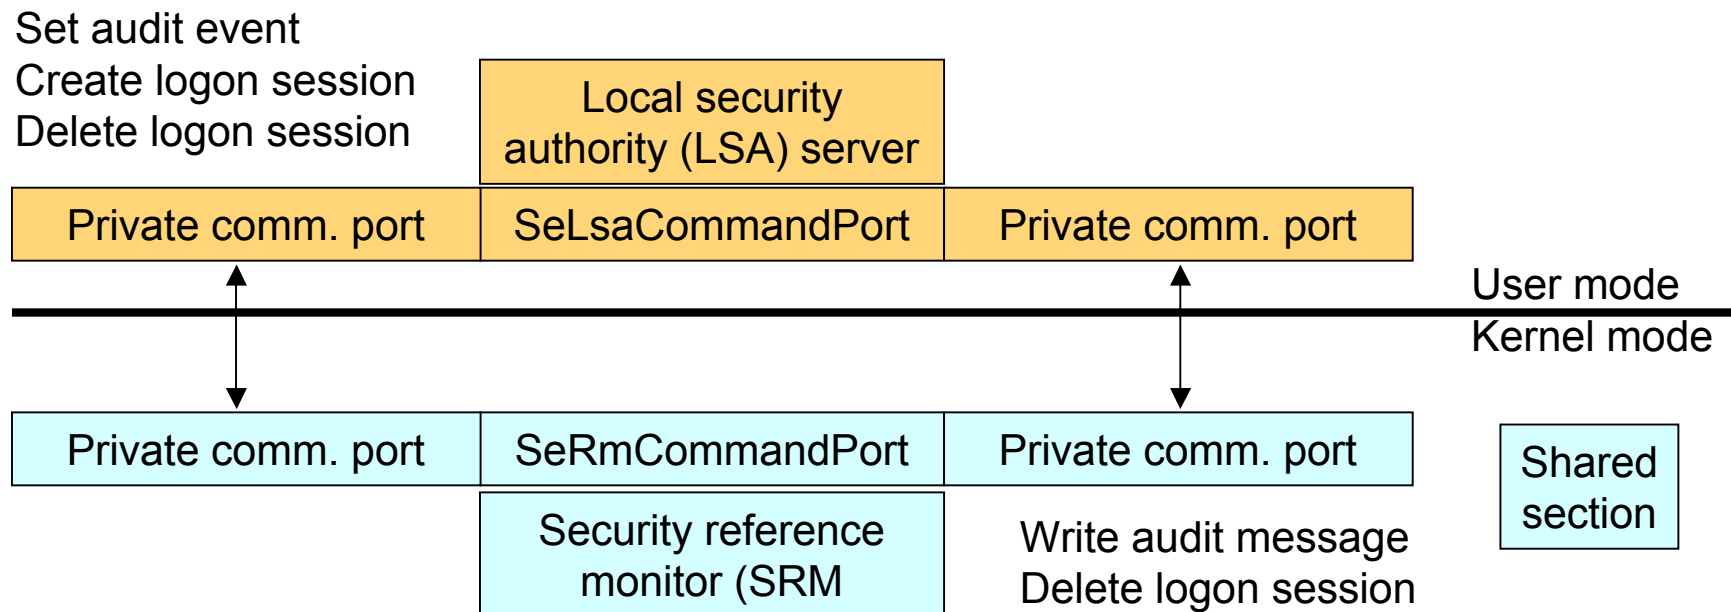 Set audit event
Create logon session
Delete logon session
Local security
authority (LSA) server
Private comm. port
SeLsaCommandPort
Private comm. port
User mode
Kernel mode
Private comm. port
SeRmCommandPort
Private comm. port
Shared
section
Security reference
monitor (SRM
Write audit message
Delete logon session